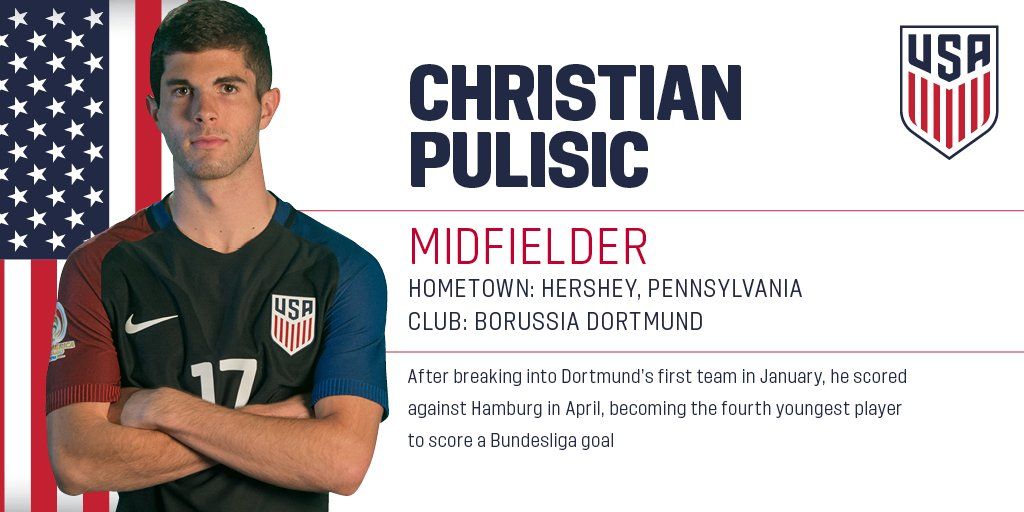 CHRISTIAN
PULISIC
USA
MIDFIELDER
HOMETOWN: HERSHEY, PENNSYLVANIA
CLUB: BORUSSIA DORTMUND
After breaking into Dortmund's first team in January, he scored
against Hamburg in April, becoming the fourth youngest player
to score a Bundesliga goal
USA
17